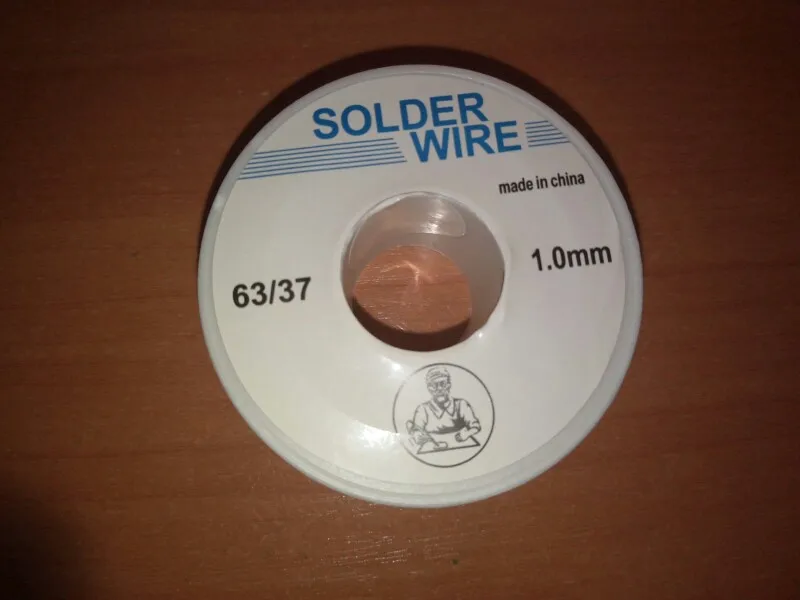 SOLDER
WIRE
made in china
63/37
1.0mm